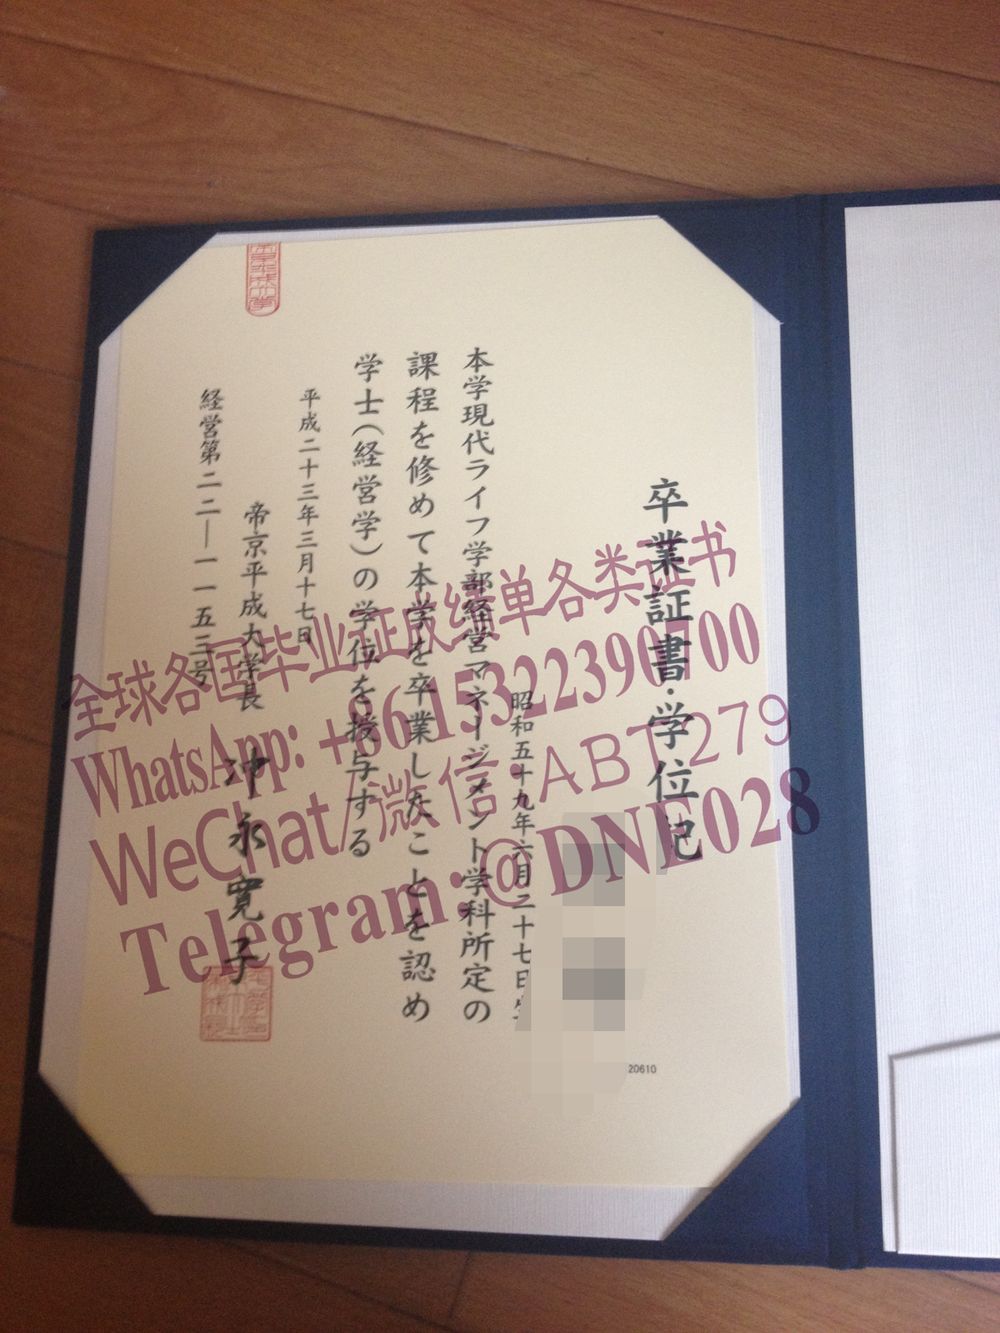 卒業証書・学位記
昭和五十九年六月二十七日生
本学現代ライフ学部経営マネージメント学科所定の
課程を修めて本学を卒業したことを認め
学士(経営学)の学位を授与する
平成二十三年三月十七日
帝京平成大学長 冲永寛子
経営第二二―一一五三号
20610
全球各国毕业证成绩单各类证书
WhatsApp: +8615322390700
WeChat/微信:ABT279
Telegram:@DNE028